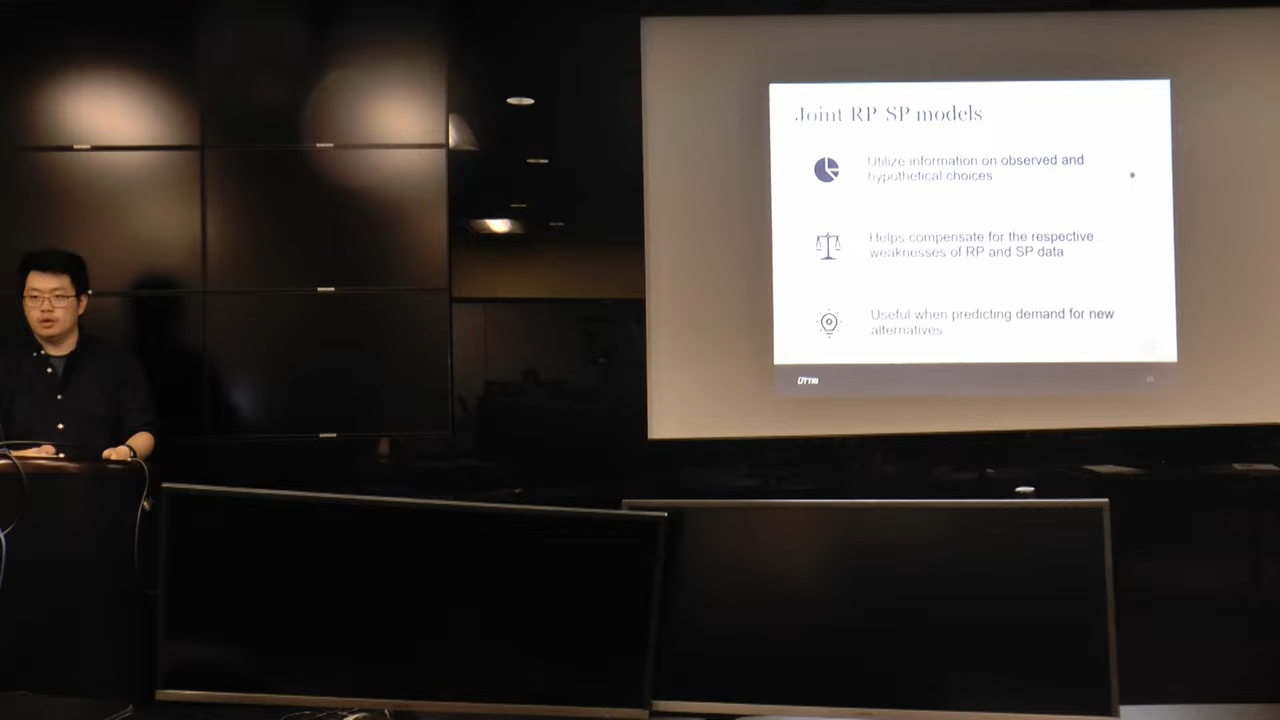 Joint RP-SP models
Utilize information on observed and
hypothetical choices
Helps compensate for the respective
weaknesses of RP and SP data
Useful when predicting demand for new
alternatives
UTTRI